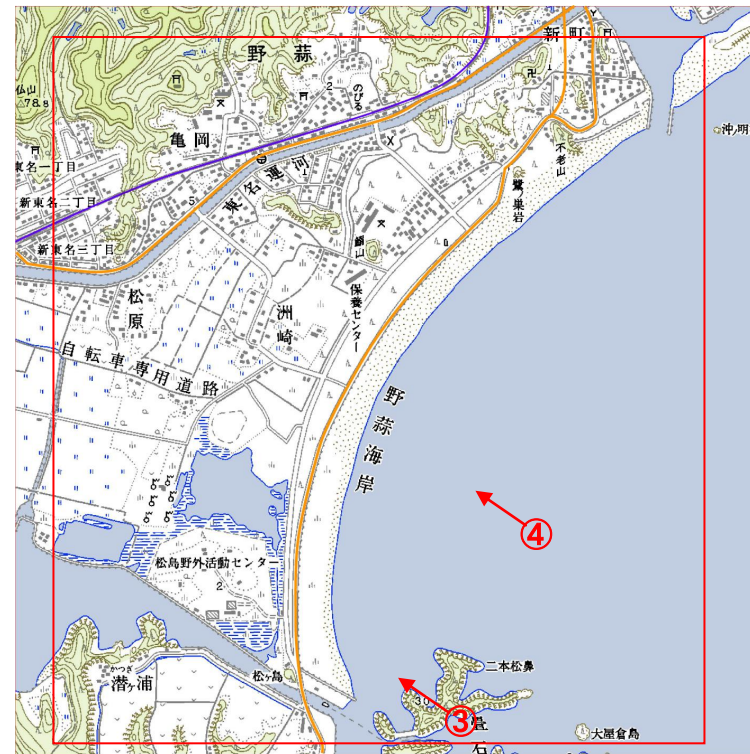 新町
野蒜
仏山
78.8
2
のびる
沖ノ明
亀岡
不老山
東名一丁目
東名運河
鷺ノ巣岩
新東名二丁目
5
新東名三丁目
保養センター
松原
洲崎
自転車専用道路
野蒜海岸
④
松島野外活動センター
2
二本松鼻
かつぎ
潜ヶ浦
松ヶ島
30
③
大屋倉島